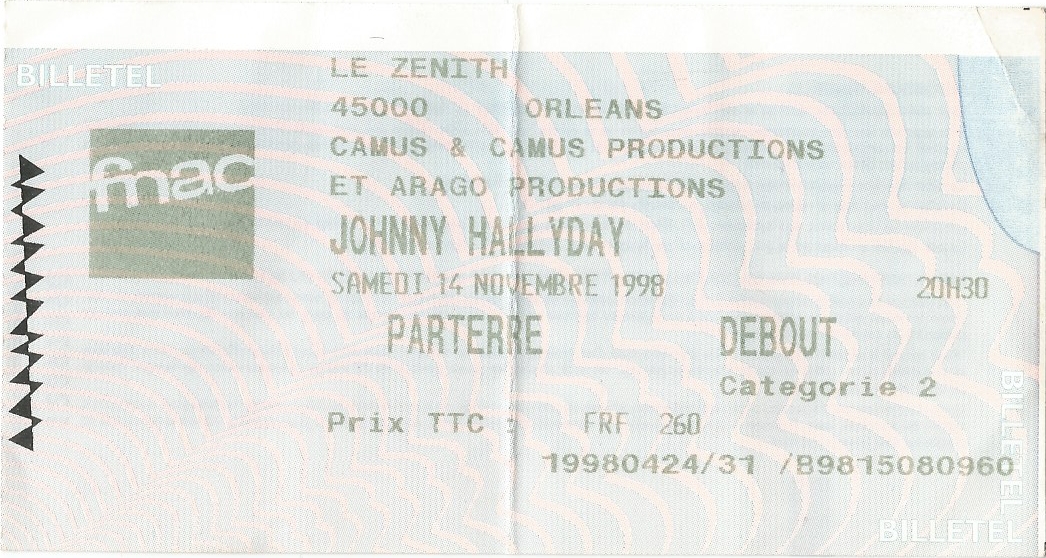 BILLETEL
fnac
LE ZENITH
45000 ORLEANS
CAMUS & CAMUS PRODUCTIONS
ET ARAGO PRODUCTIONS
JOHNNY HALLYDAY
SAMEDI 14 NOVEMBRE 1998 20H30
PARTERRE DEBOUT
Categorie 2
Prix TTC : FRF 260
19980424/31 /B9815080960
BILLETEL
BILLETEL